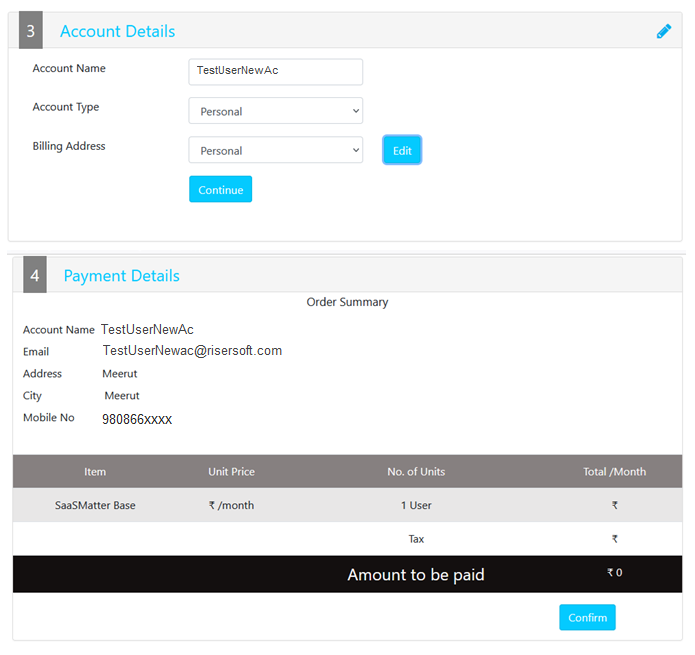 3 Account Details
Account Name TestUserNewAc
Account Type Personal
Billing Address Personal Edit
Continue
4 Payment Details
Order Summary
Account Name TestUserNewAc
Email TestUserNewac@risersoft.com
Address Meerut
City Meerut
Mobile No 980866xxxx
Item Unit Price No. of Units Total /Month
SaaSMatter Base ₹ /month 1 User ₹
Tax ₹
Amount to be paid ₹ 0
Confirm